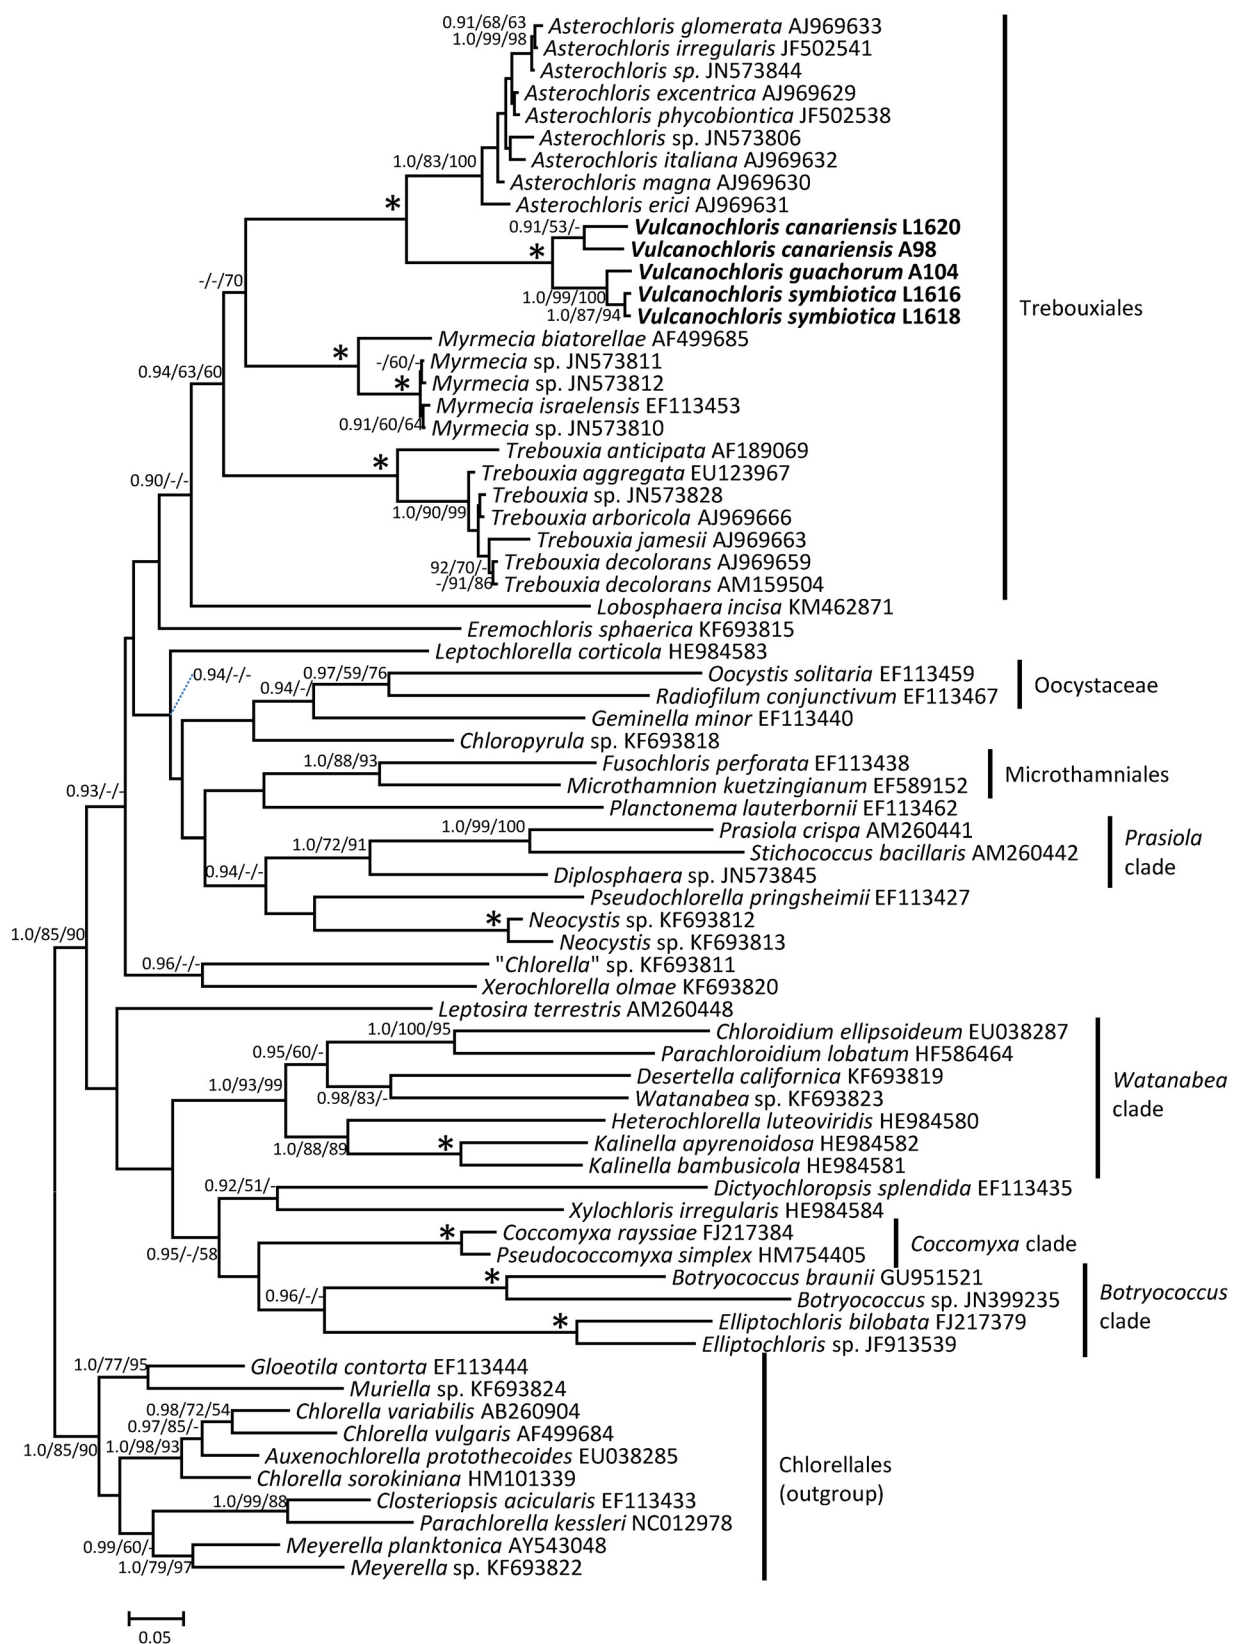 0.91/68/63
Asterochloris glomerata AJ969633
1.0/99/98
Asterochloris irregularis JF502541
Asterochloris sp. JN573844
Asterochloris excentrica AJ969629
Asterochloris phycobiontica JF502538
Asterochloris sp. JN573806
1.0/83/100
Asterochloris italiana AJ969632
Asterochloris magna AJ969630
*
Asterochloris erici AJ969631
0.91/53/-
Vulcanochloris canariensis L1620
*
Vulcanochloris canariensis A98
Vulcanochloris guachorum A104
-/-/70
1.0/99/100
Vulcanochloris symbiotica L1616
1.0/87/94
Vulcanochloris symbiotica L1618
Trebouxiales
Myrmecia biatorellae AF499685
*
-/60/-
Myrmecia sp. JN573811
0.94/63/60
*
Myrmecia sp. JN573812
Myrmecia israelensis EF113453
0.91/60/64
Myrmecia sp. JN573810
Trebouxia anticipata AF189069
*
Trebouxia aggregata EU123967
0.90/-/-
Trebouxia sp. JN573828
1.0/90/99
Trebouxia arboricola AJ969666
Trebouxia jamesii AJ969663
92/70/-
Trebouxia decolorans AJ969659
-/91/86
Trebouxia decolorans AM159504
Lobosphaera incisa KM462871
Eremochloris sphaerica KF693815
Leptochlorella corticola HE984583
0.94/-/-
0.97/59/76
Oocystis solitaria EF113459
0.94/-/
Radiofilum conjunctivum EF113467
Oocystaceae
Geminella minor EF113440
Chloropyrula sp. KF693818
1.0/88/93
Fusochloris perforata EF113438
Microthamnion kuetzingianum EF589152
Microthamniales
0.93/-/-
Planctonema lauterbornii EF113462
1.0/99/100
Prasiola crispa AM260441
1.0/72/91
Stichococcus bacillaris AM260442
Prasiola
clade
0.94/-/-
Diplosphaera sp. JN573845
Pseudochlorella pringsheimii EF113427
*
Neocystis sp. KF693812
1.0/85/90
Neocystis sp. KF693813
0.96/-/-
"Chlorella" sp. KF693811
Xerochlorella olmae KF693820
Leptosira terrestris AM260448
1.0/100/95
Chloroidium ellipsoideum EU038287
0.95/60/-
Parachloroidium lobatum HF586464
Desertella californica KF693819
1.0/93/99
0.98/83/-
Watanabea sp. KF693823
Watanabea
clade
Heterochlorella luteoviridis HE984580
1.0/88/89
*
Kalinella apyrenoidosa HE984582
Kalinella bambusicola HE984581
0.92/51/-
Dictyochloropsis splendida EF113435
Xylochloris irregularis HE984584
*
Coccomyxa rayssiae FJ217384
0.95/-/58
Pseudococcomyxa simplex HM754405
Coccomyxa clade
*
Botryococcus braunii GU951521
0.96/-/-
Botryococcus sp. JN399235
Botryococcus
clade
*
Elliptochloris bilobata FJ217379
Elliptochloris sp. JF913539
1.0/77/95
Gloeotila contorta EF113444
Muriella sp. KF693824
0.98/72/54
Chlorella variabilis AB260904
0.97/85/-
Chlorella vulgaris AF499684
1.0/85/90
1.0/98/93
Auxenochlorella protothecoides EU038285
Chlorella sorokiniana HM101339
Chlorellales
(outgroup)
1.0/99/88
Closteriopsis acicularis EF113433
Parachlorella kessleri NC012978
0.99/60/-
Meyerella planktonica AY543048
1.0/79/97
Meyerella sp. KF693822
0.05